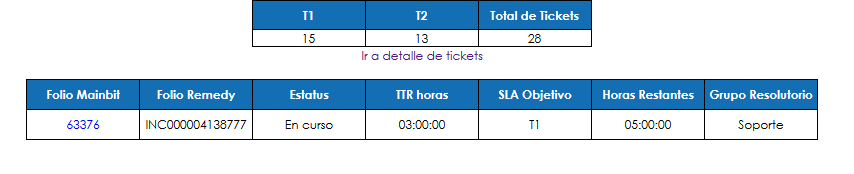 T1 T2 Total de Tickets
15 13 28
Ir a detalle de tickets
Folio Mainbit Folio Remedy Estatus TTR horas SLA Objetivo Horas Restantes Grupo Resolutorio
63376 INC000004138777 En curso 03:00:00 T1 05:00:00 Soporte